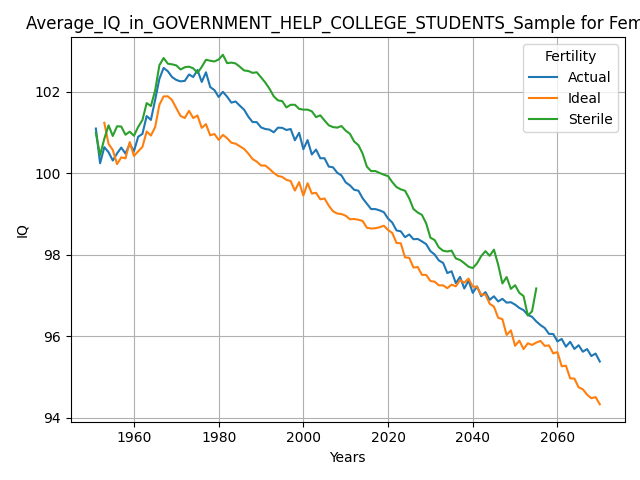 Average_IQ_in_GOVERNMENT_HELP_COLLEGE_STUDENTS_Sample for Fem
Fertility
Actual
Ideal
Sterile
IQ
102
100
98
96
94
1960
1980
2000
2020
2040
2060
Years